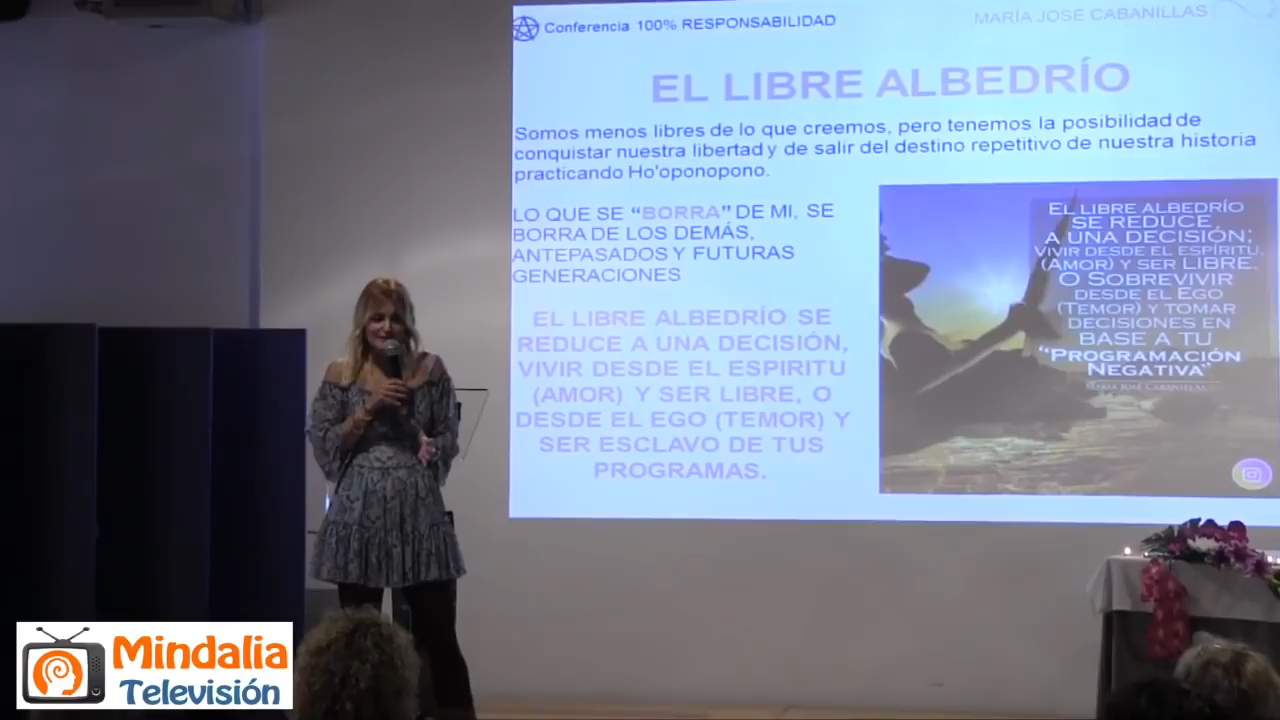 Conferencia 100% RESPONSABILIDAD
MARÍA JOSE CABANILLAS
EL LIBRE ALBEDRÍO
Somos menos libres de lo que creemos, pero tenemos la posibilidad de
conquistar nuestra libertad y de salir del destino repetitivo de nuestra historia
practicando Ho'oponopono.
LO QUE SE “BORRA” DE MI, SE
BORRA DE LOS DEMÁS,
ANTEPASADOS Y FUTURAS
GENERACIONES
EL LIBRE ALBEDRÍO SE
REDUCE A UNA DECISIÓN,
VIVIR DESDE EL ESPIRITU
(AMOR) Y SER LIBRE, O
DESDE EL EGO (TEMOR) Y
SER ESCLAVO DE TUS
PROGRAMAS.
EL LIBRE ALBEDRÍO
SE REDUCE
A UNA DECISIÓN;
VIVIR DESDE EL ESPÍRITU,
(AMOR) Y SER LIBRE.
O SOBREVIVIR
DESDE EL EGO
(TEMOR) Y TOMAR
DECISIONES EN
BASE A TU
“PROGRAMACIÓN
NEGATIVA”
MARÍA JOSÉ CABANILLAS
Mindalia
Televisión